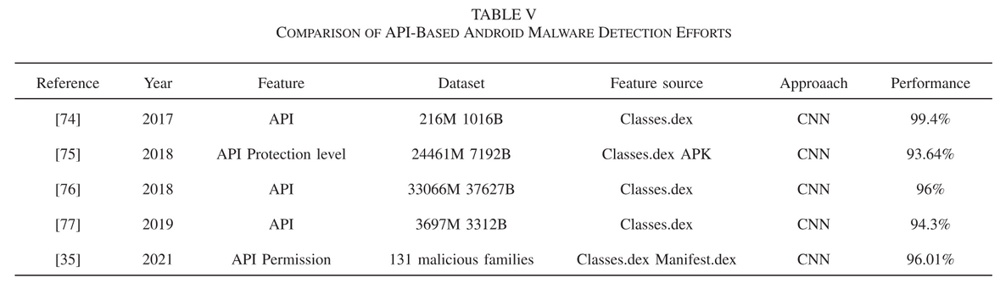 TABLE V
COMPARISON OF API-BASED ANDROID MALWARE DETECTION EFFORTS
Reference Year Feature Dataset Feature source Approaach Performance
[74] 2017 API 216M 1016B Classes.dex CNN 99.4%
[75] 2018 API Protection level 24461M 7192B Classes.dex APK CNN 93.64%
[76] 2018 API 33066M 37627B Classes.dex CNN 96%
[77] 2019 API 3697M 3312B Classes.dex CNN 94.3%
[35] 2021 API Permission 131 malicious families Classes.dex Manifest.dex CNN 96.01%